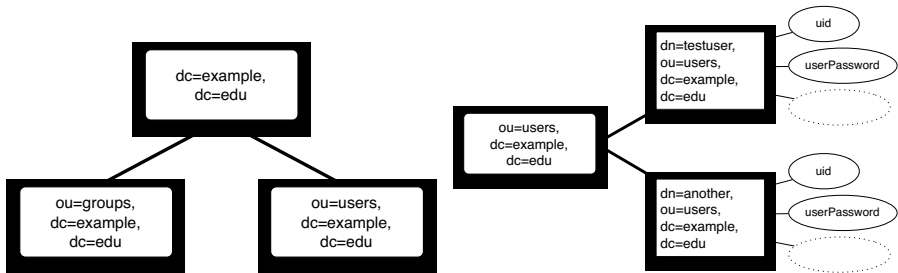 dc=example,
dc=edu
ou=groups,
dc=example,
dc=edu
ou=users,
dc=example,
dc=edu
ou=users,
dc=example,
dc=edu
dn=testuser,
ou=users,
dc=example,
dc=edu
uid
userPassword
dn=another,
ou=users,
dc=example,
dc=edu
uid
userPassword